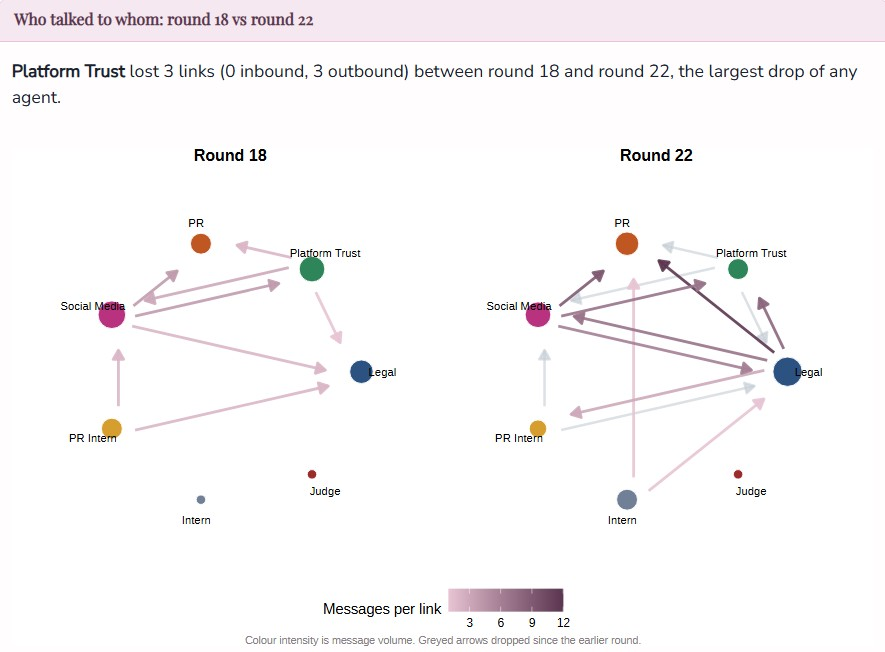 Who talked to whom: round 18 vs round 22
Platform Trust lost 3 links (0 inbound, 3 outbound) between round 18 and round 22, the largest drop of any
agent.
Round 18
PR
Platform Trust
Social Media
Legal
PR Intern
Judge
Intern
Round 22
PR
Platform Trust
Social Media
Legal
PR Intern
Judge
Intern
Messages per link
3 6 9 12
Colour intensity is message volume. Greyed arrows dropped since the earlier round.